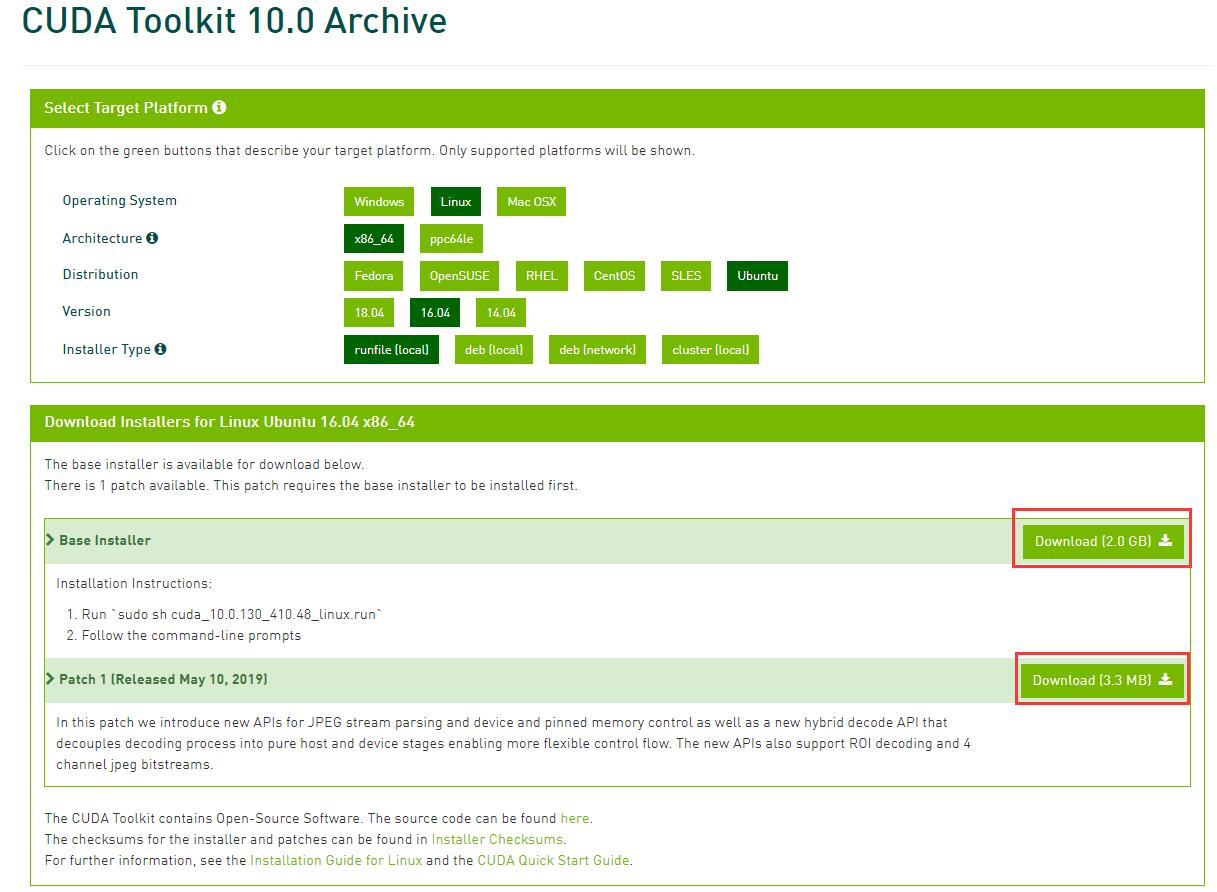 CUDA Toolkit 10.0 Archive
Select Target Platform
Click on the green buttons that describe your target platform. Only supported platforms will be shown.
Operating System Windows Linux Mac OSX
Architecture x86_64 ppc64le
Distribution Fedora OpenSUSE RHEL CentOS SLES Ubuntu
Version 18.04 16.04 14.04
Installer Type runfile (local) deb (local) deb (network) cluster (local)
Download Installers for Linux Ubuntu 16.04 x86_64
The base installer is available for download below.
There is 1 patch available. This patch requires the base installer to be installed first.
Base Installer Download (2.0 GB)
Installation Instructions:
1. Run `sudo sh cuda_10.0.130_410.48_linux.run`
2. Follow the command-line prompts
Patch 1 (Released May 10, 2019) Download (3.3 MB)
In this patch we introduce new APIs for JPEG stream parsing and device and pinned memory control as well as a new hybrid decode API that
decouples decoding process into pure host and device stages enabling more flexible control flow. The new APIs also support ROI decoding and 4
channel jpeg bitstreams.
The CUDA Toolkit contains Open-Source Software. The source code can be found here.
The checksums for the installer and patches can be found in Installer Checksums.
For further information, see the Installation Guide for Linux and the CUDA Quick Start Guide.